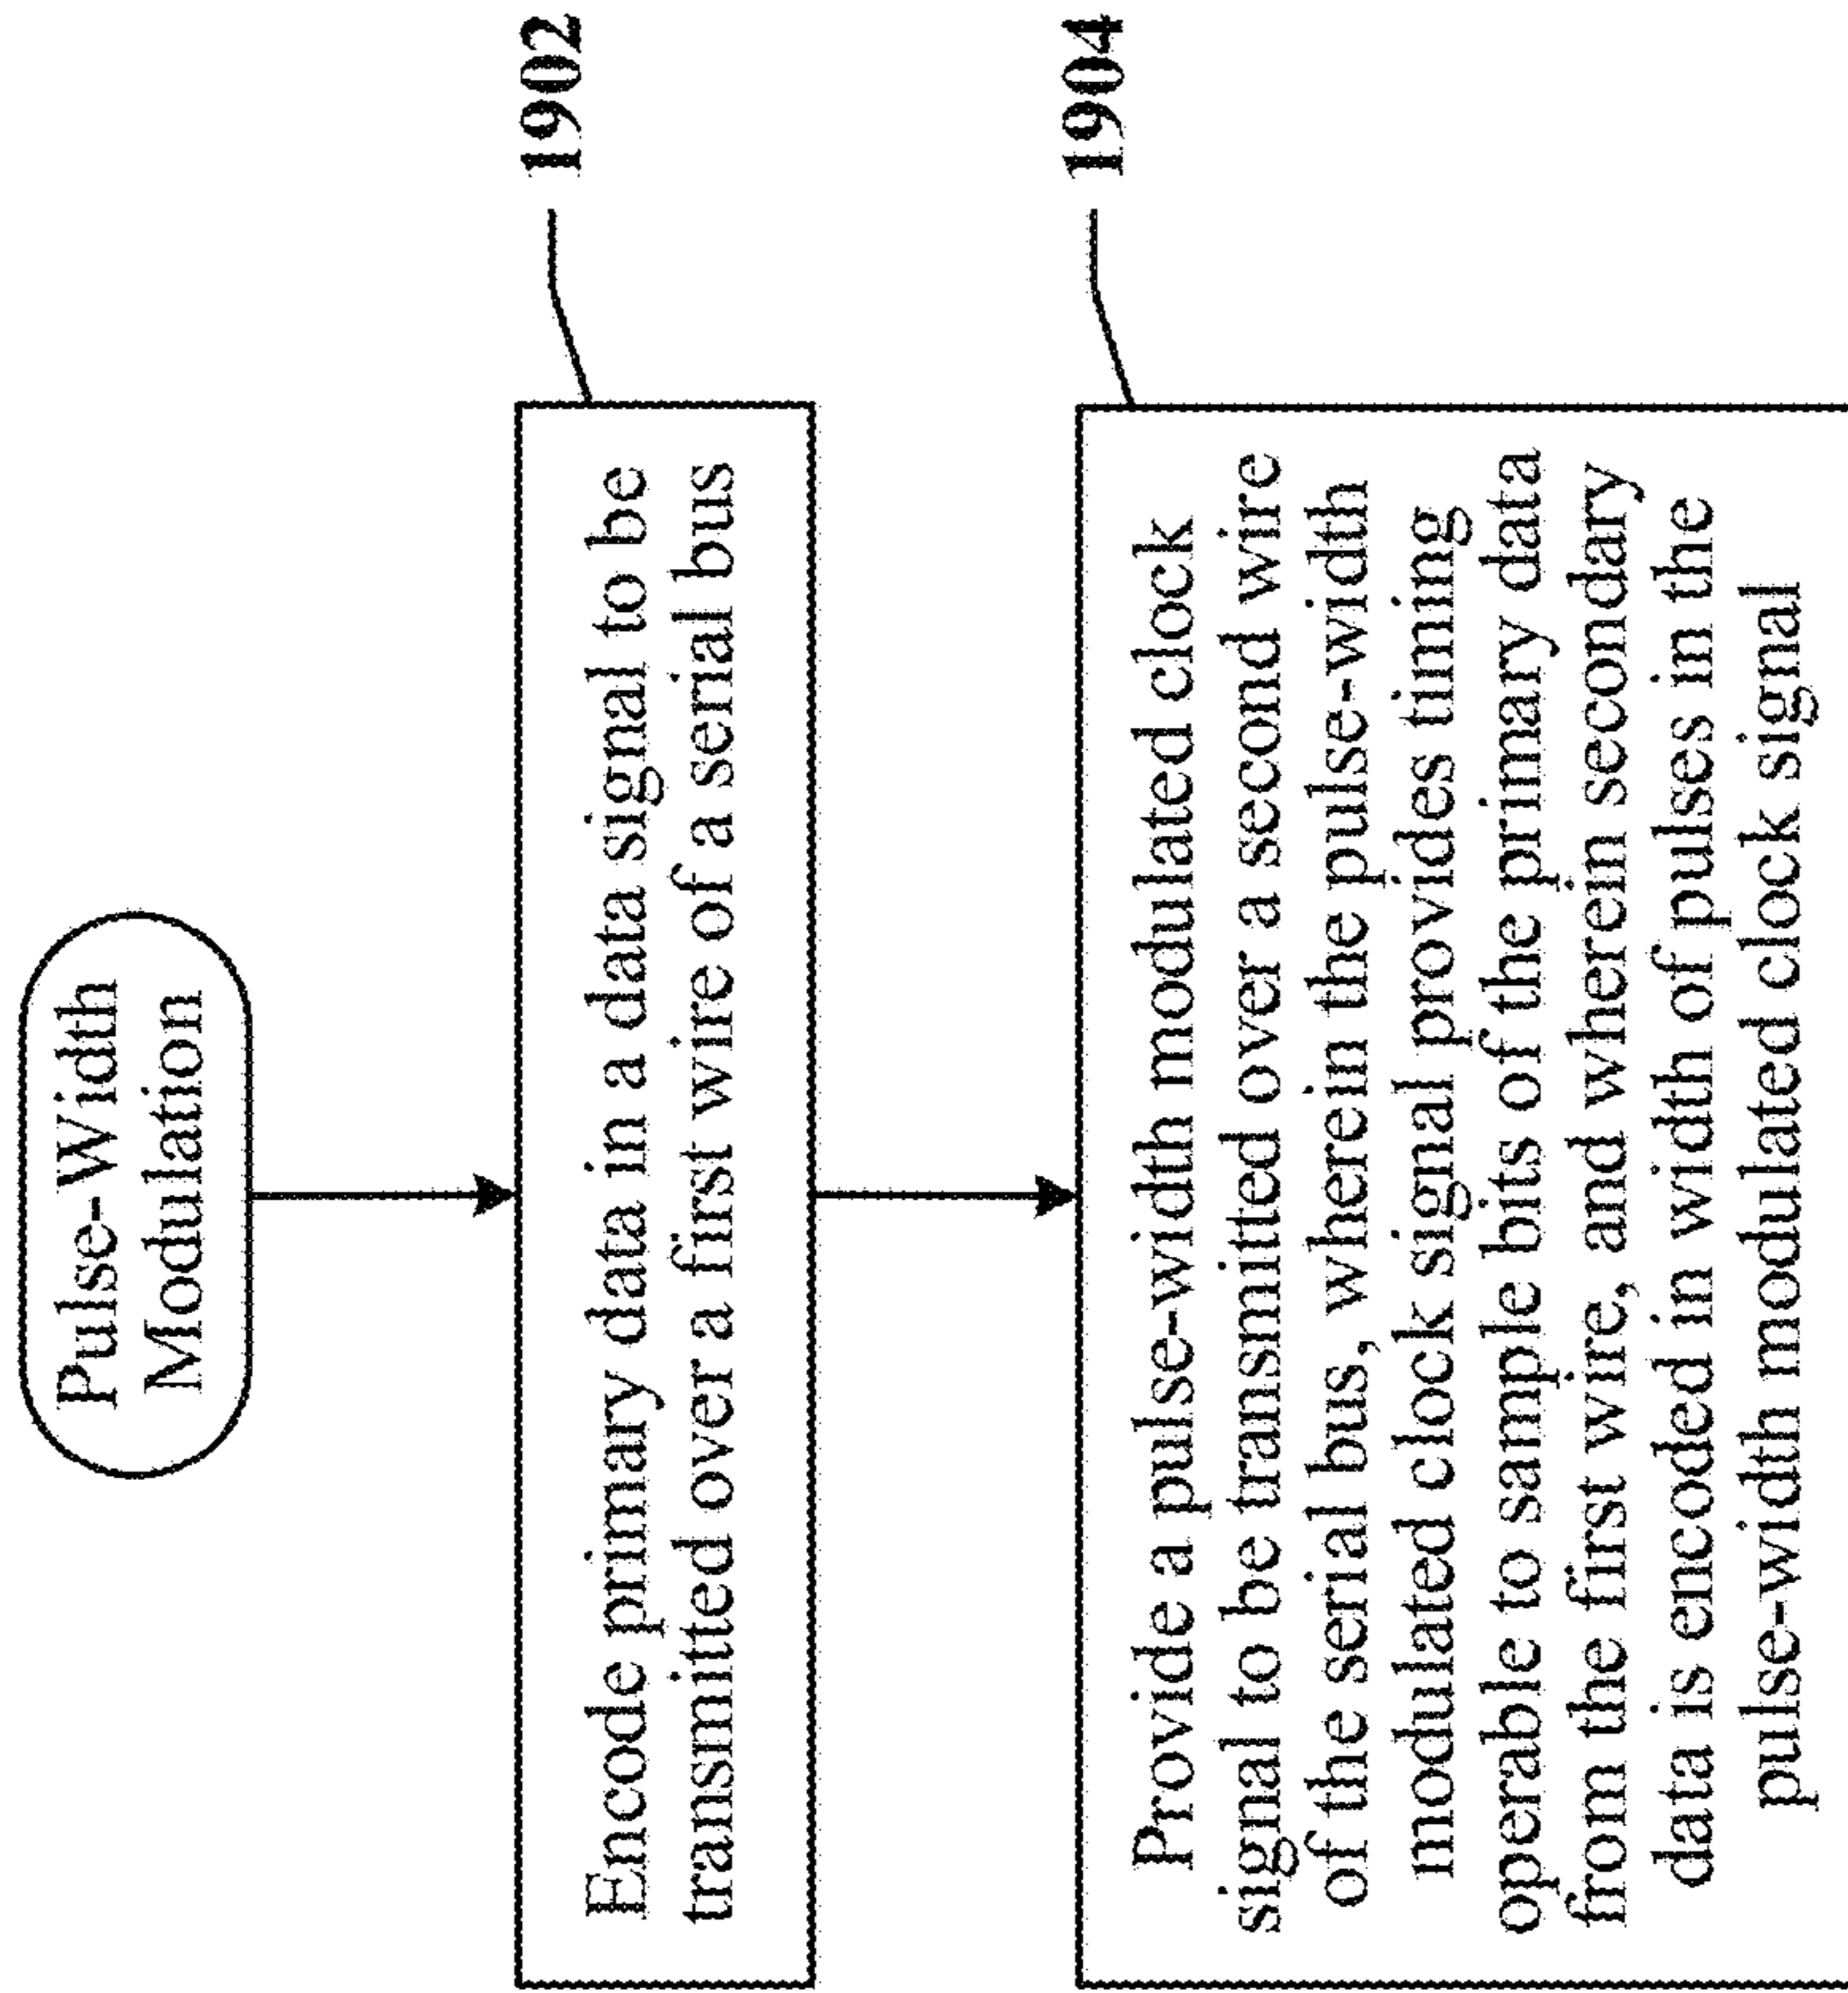 Pulse-Width
Modulation
1902
Encode primary data in a data signal to be
transmitted over a first wire of a serial bus
1904
Provide a pulse-width modulated clock
signal to be transmitted over a second wire
of the serial bus, wherein the pulse-width
modulated clock signal provides timing
operable to sample bits of the primary data
from the first wire, and wherein secondary
data is encoded in width of pulses in the
pulse-width modulated clock signal